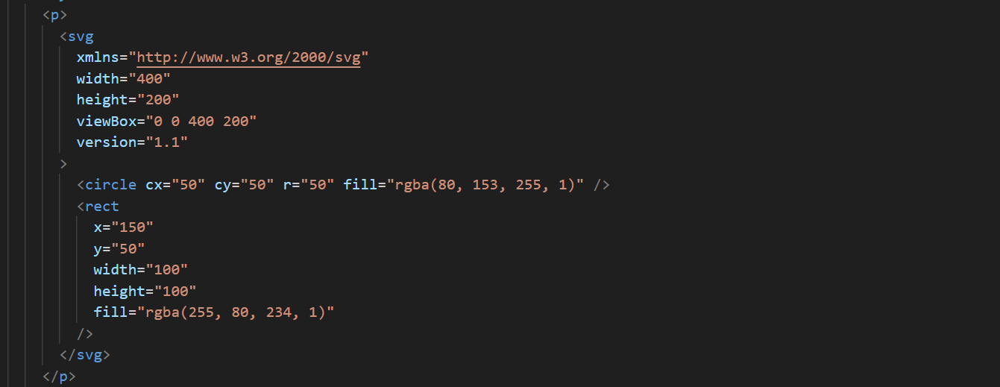 <p>
<svg
xmlns="http://www.w3.org/2000/svg"
width="400"
height="200"
viewBox="0 0 400 200"
version="1.1"
>
<circle cx="50" cy="50" r="50" fill="rgba(80, 153, 255, 1)" />
<rect
x="150"
y="50"
width="100"
height="100"
fill="rgba(255, 80, 234, 1)"
/>
</svg>
</p>